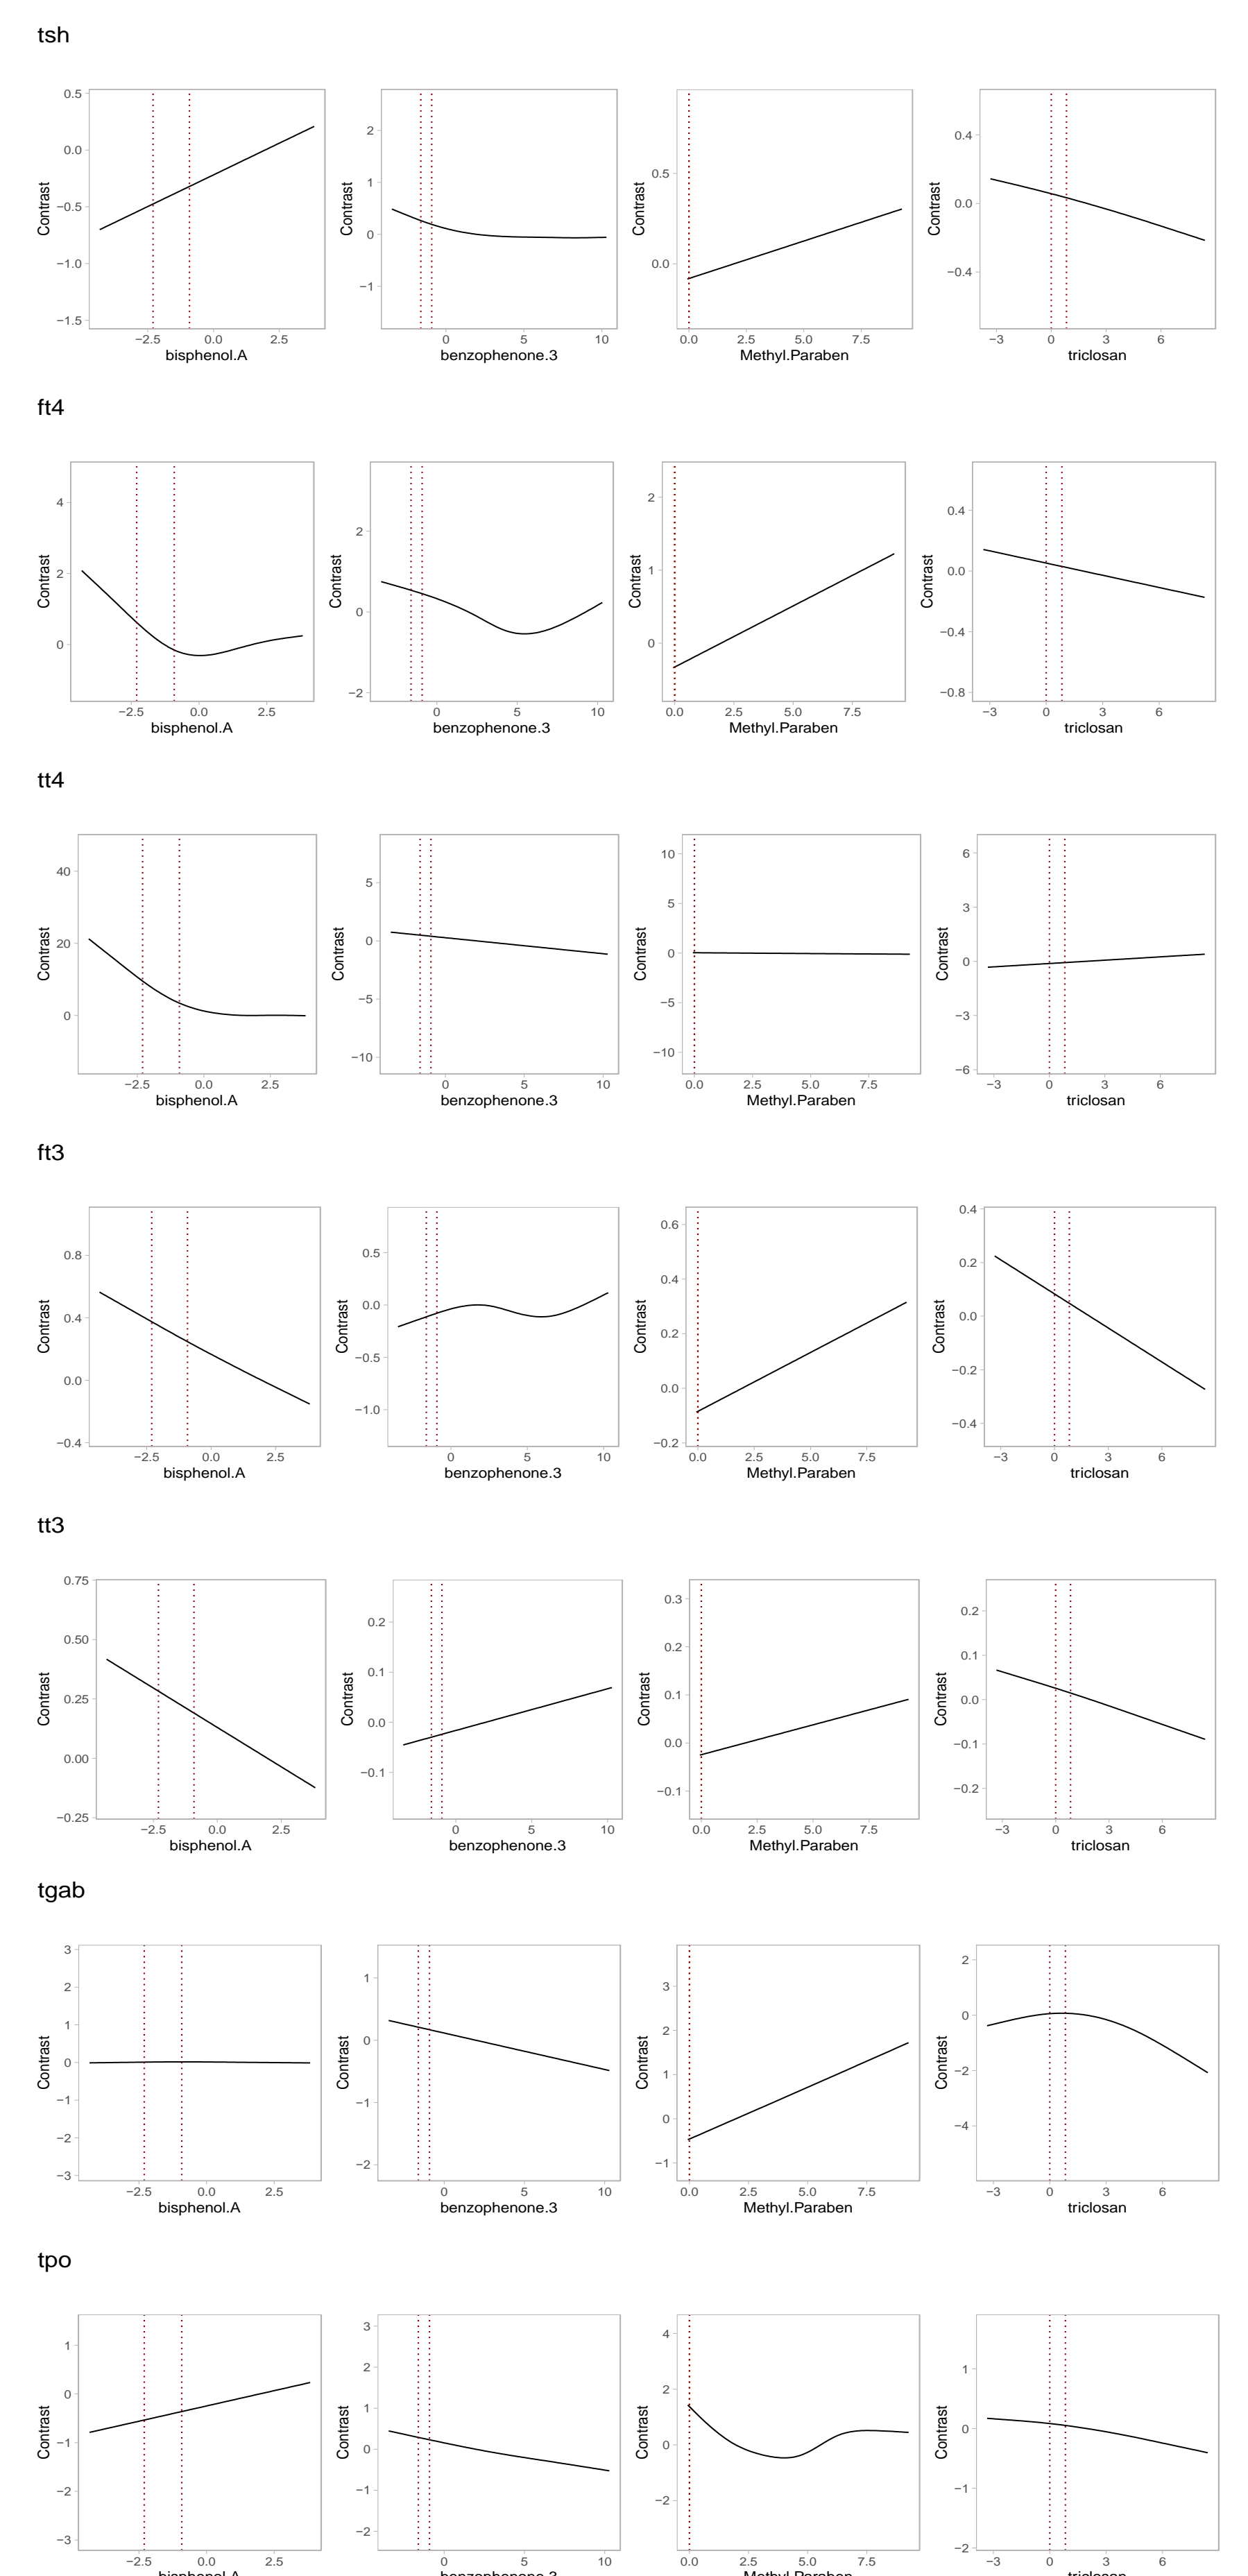 tsh
0.5
0.0
−0.5
−1.0
−1.5
Contrast
−2.5 0.0 2.5
bisphenol.A
2
1
0
−1
Contrast
0 5 10
benzophenone.3
0.5
0.0
Contrast
0.0 2.5 5.0 7.5
Methyl.Paraben
0.4
0.0
−0.4
Contrast
−3 0 3 6
triclosan
ft4
4
2
0
Contrast
−2.5 0.0 2.5
bisphenol.A
2
0
−2
Contrast
0 5 10
benzophenone.3
2
1
0
Contrast
0.0 2.5 5.0 7.5
Methyl.Paraben
0.4
0.0
−0.4
−0.8
Contrast
−3 0 3 6
triclosan
tt4
40
20
0
Contrast
−2.5 0.0 2.5
bisphenol.A
5
0
−5
−10
Contrast
0 5 10
benzophenone.3
10
5
0
−5
−10
Contrast
0.0 2.5 5.0 7.5
Methyl.Paraben
6
3
0
−3
−6
Contrast
−3 0 3 6
triclosan
ft3
0.8
0.4
0.0
−0.4
Contrast
−2.5 0.0 2.5
bisphenol.A
0.5
0.0
−0.5
−1.0
Contrast
0 5 10
benzophenone.3
0.6
0.4
0.2
0.0
−0.2
Contrast
0.0 2.5 5.0 7.5
Methyl.Paraben
0.4
0.2
0.0
−0.2
−0.4
Contrast
−3 0 3 6
triclosan
tt3
0.75
0.50
0.25
0.00
−0.25
Contrast
−2.5 0.0 2.5
bisphenol.A
0.2
0.1
0.0
−0.1
Contrast
0 5 10
benzophenone.3
0.3
0.2
0.1
0.0
−0.1
Contrast
0.0 2.5 5.0 7.5
Methyl.Paraben
0.2
0.1
0.0
−0.1
−0.2
Contrast
−3 0 3 6
triclosan
tgab
3
2
1
0
−1
−2
−3
Contrast
−2.5 0.0 2.5
bisphenol.A
1
0
−1
−2
Contrast
0 5 10
benzophenone.3
3
2
1
0
−1
Contrast
0.0 2.5 5.0 7.5
Methyl.Paraben
2
0
−2
−4
Contrast
−3 0 3 6
triclosan
tpo
1
0
−1
−2
−3
Contrast
−2.5 0.0 2.5
bisphenol.A
3
2
1
0
−1
−2
Contrast
0 5 10
benzophenone.3
4
2
0
−2
Contrast
0.0 2.5 5.0 7.5
Methyl.Paraben
1
0
−1
−2
Contrast
−3 0 3 6
triclosan